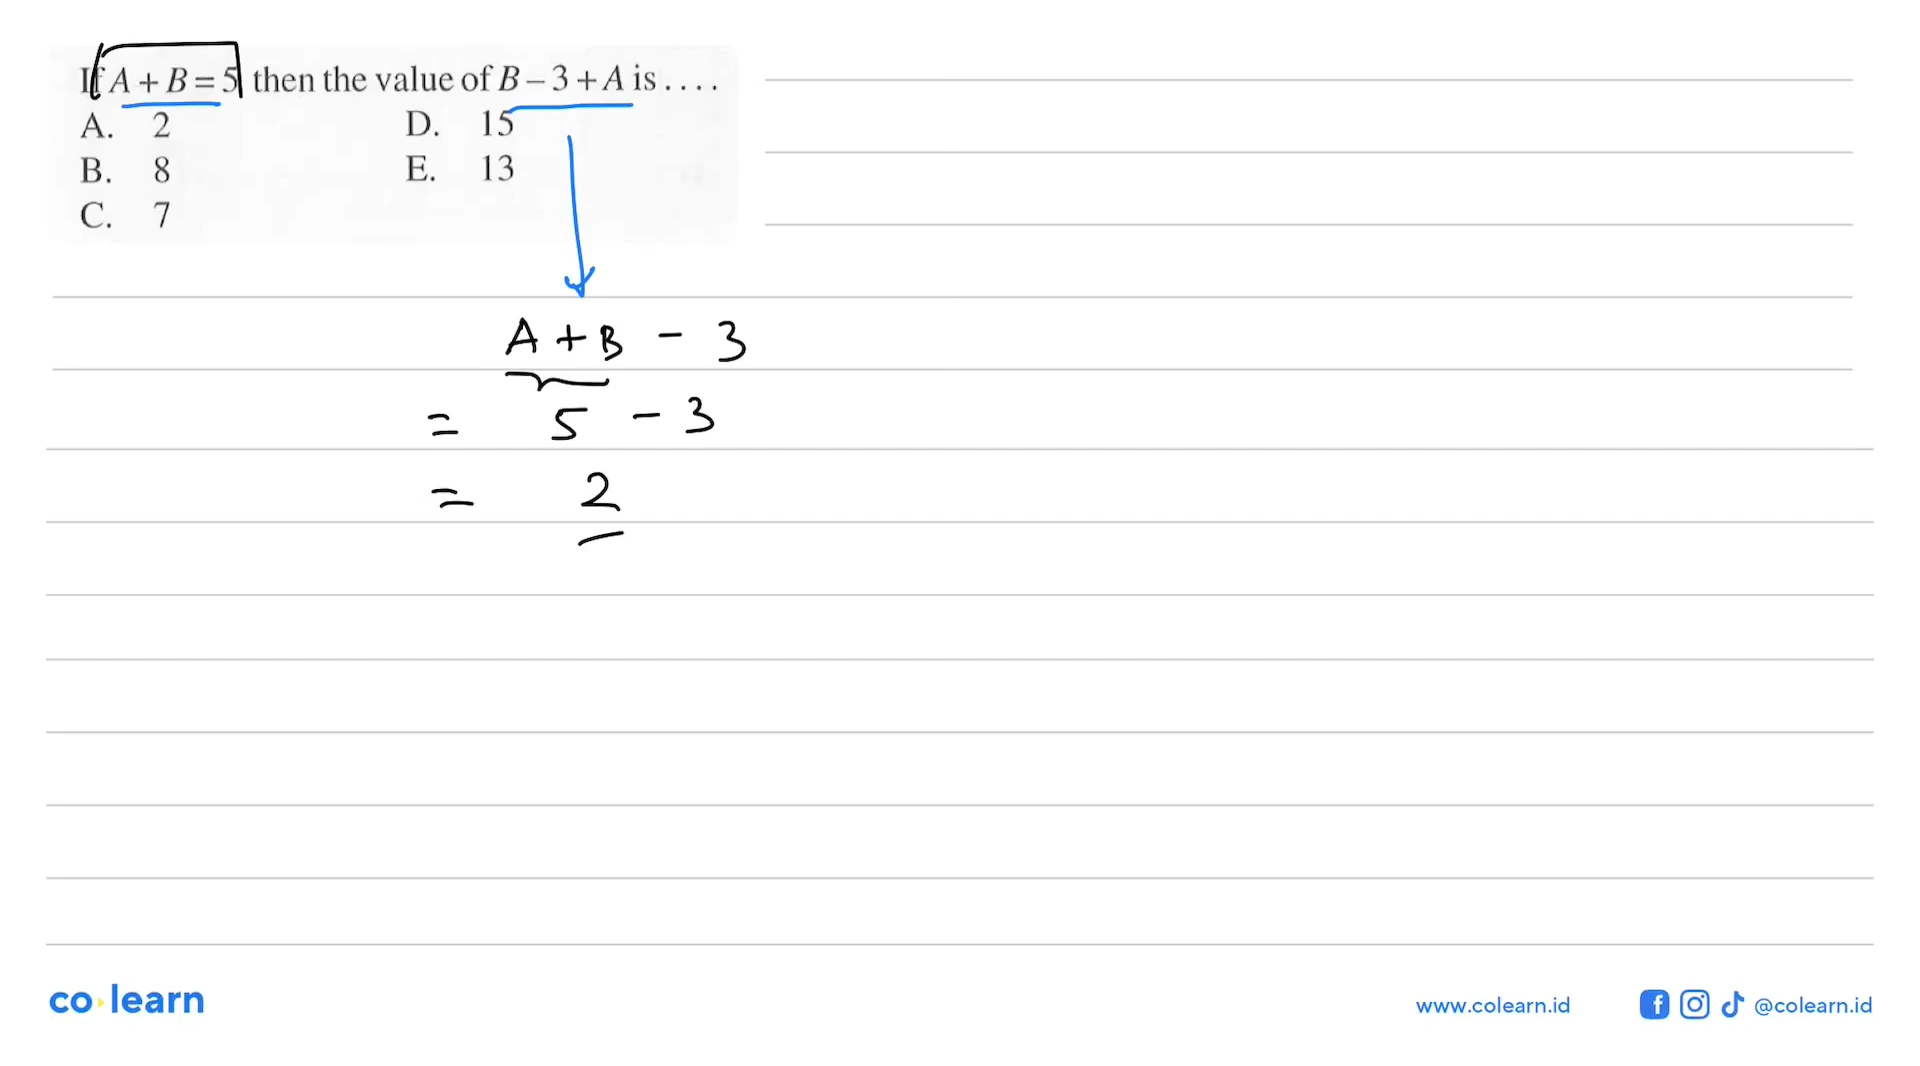 If A + B = 5 then the value of B – 3 + A is . . . .
A. 2 D. 15
B. 8 E. 13
C. 7
A + B - 3
= 5 - 3
= 2
co learn
www.colearn.id @colearn.id